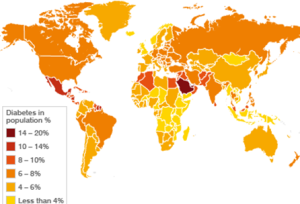 Diabetes in
population %
14 – 20%
10 – 14%
8 – 10%
6 – 8%
4 – 6%
Less than 4%